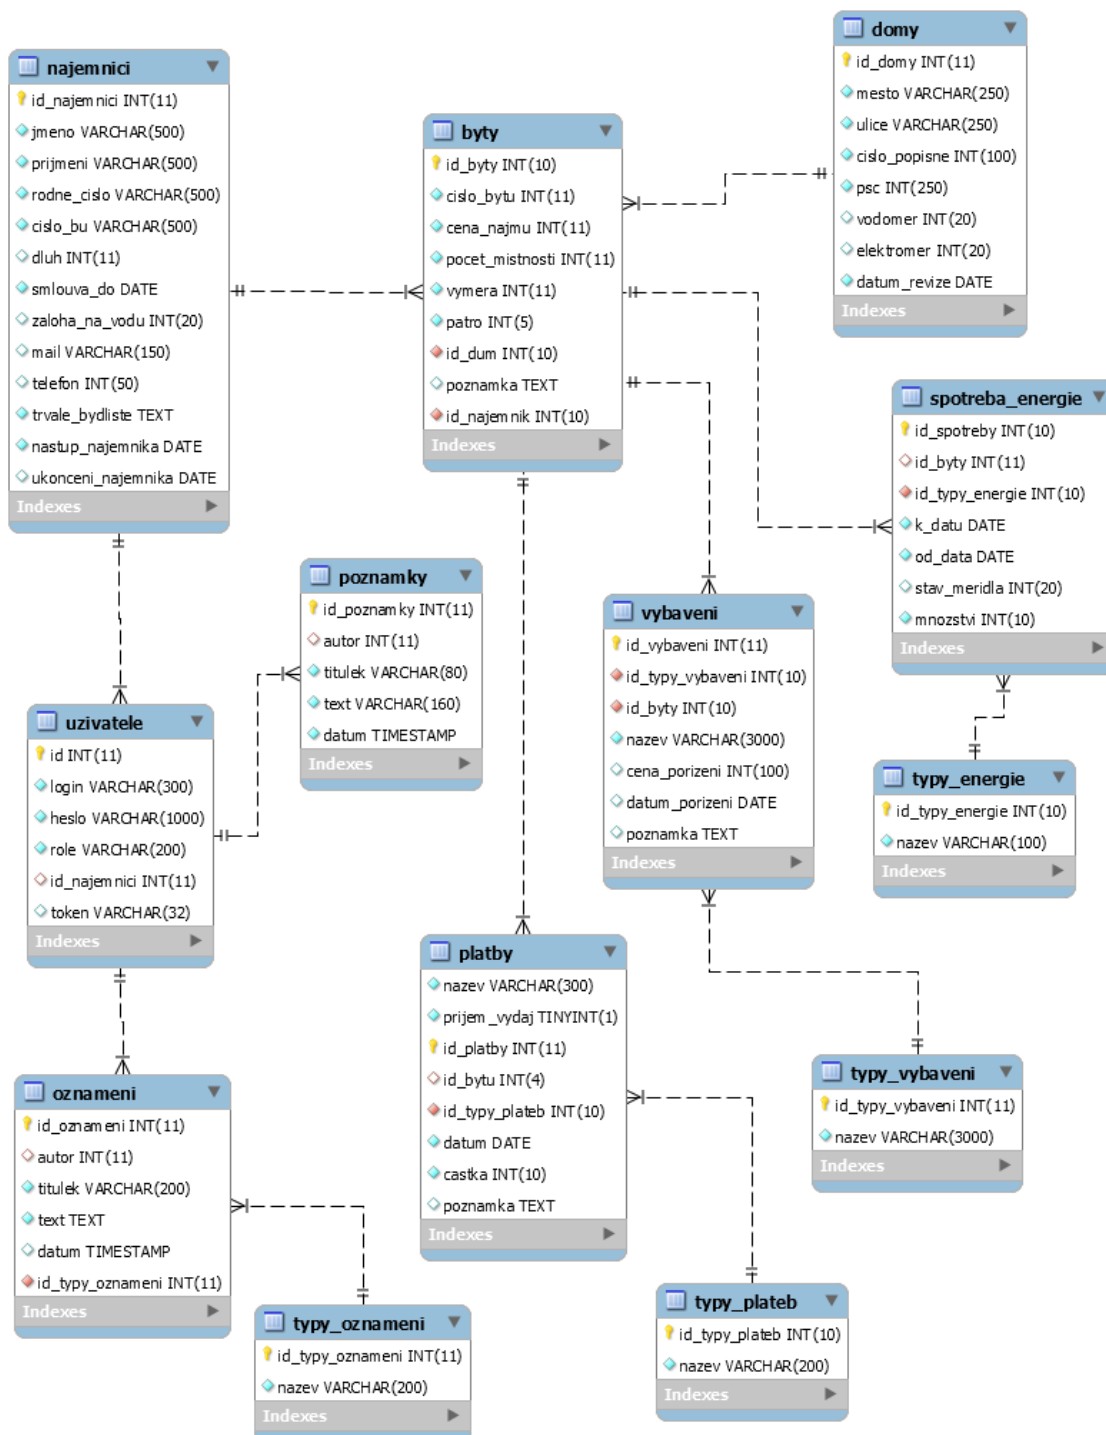 najemnici
id_najemnici INT(11)
jmeno VARCHAR(500)
prijmeni VARCHAR(500)
rodne_cislo VARCHAR(500)
cislo_bu VARCHAR(500)
dluh INT(11)
smlouva_do DATE
zaloha_na_vodu INT(20)
mail VARCHAR(150)
telefon INT(50)
trvale_bydliste TEXT
nastup_najemnika DATE
ukonceni_najemnika DATE
Indexes
byty
id_byty INT(10)
cislo_bytu INT(11)
cena_najmu INT(11)
pocet_mistnosti INT(11)
vymera INT(11)
patro INT(5)
id_dum INT(10)
poznamka TEXT
id_najemnik INT(10)
Indexes
domy
id_domy INT(11)
mesto VARCHAR(250)
ulice VARCHAR(250)
cislo_popisne INT(100)
psc INT(250)
vodomer INT(20)
elektromer INT(20)
datum_revize DATE
Indexes
spotreba_energie
id_spotreby INT(10)
id_byty INT(11)
id_typy_energie INT(10)
k_datu DATE
od_data DATE
stav_meridla INT(20)
mnozstvi INT(10)
Indexes
poznamky
id_poznamky INT(11)
autor INT(11)
titulek VARCHAR(80)
text VARCHAR(160)
datum TIMESTAMP
Indexes
vybaveni
id_vybaveni INT(11)
id_typy_vybaveni INT(10)
id_byty INT(10)
nazev VARCHAR(3000)
cena_porizeni INT(100)
datum_porizeni DATE
poznamka TEXT
Indexes
uzivatele
id INT(11)
login VARCHAR(300)
heslo VARCHAR(1000)
role VARCHAR(200)
id_najemnici INT(11)
token VARCHAR(32)
Indexes
typy_energie
id_typy_energie INT(10)
nazev VARCHAR(100)
Indexes
platby
nazev VARCHAR(300)
prijem_vydaj TINYINT(1)
id_platby INT(11)
id_bytu INT(4)
id_typy_plateb INT(10)
datum DATE
castka INT(10)
poznamka TEXT
Indexes
typy_vybaveni
id_typy_vybaveni INT(11)
nazev VARCHAR(3000)
Indexes
oznameni
id_oznameni INT(11)
autor INT(11)
titulek VARCHAR(200)
text TEXT
datum TIMESTAMP
id_typy_oznameni INT(11)
Indexes
typy_oznameni
id_typy_oznameni INT(11)
nazev VARCHAR(200)
Indexes
typy_plateb
id_typy_plateb INT(10)
nazev VARCHAR(200)
Indexes